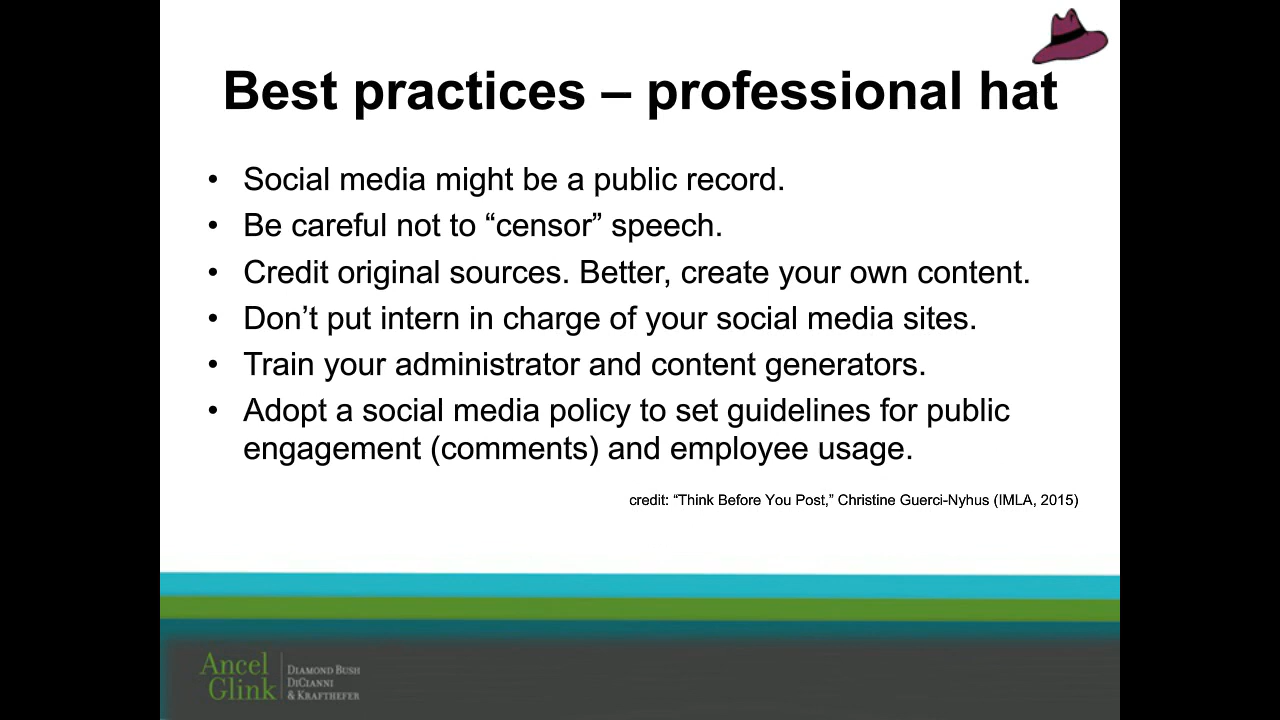 Best practices – professional hat
• Social media might be a public record.
• Be careful not to “censor” speech.
• Credit original sources. Better, create your own content.
• Don’t put intern in charge of your social media sites.
• Train your administrator and content generators.
• Adopt a social media policy to set guidelines for public
engagement (comments) and employee usage.
credit: “Think Before You Post,” Christine Guerci-Nyhus (IMLA, 2015)
Ancel
Glink
DIAMOND BUSH
DICIANNI
& KRAFTHEFER